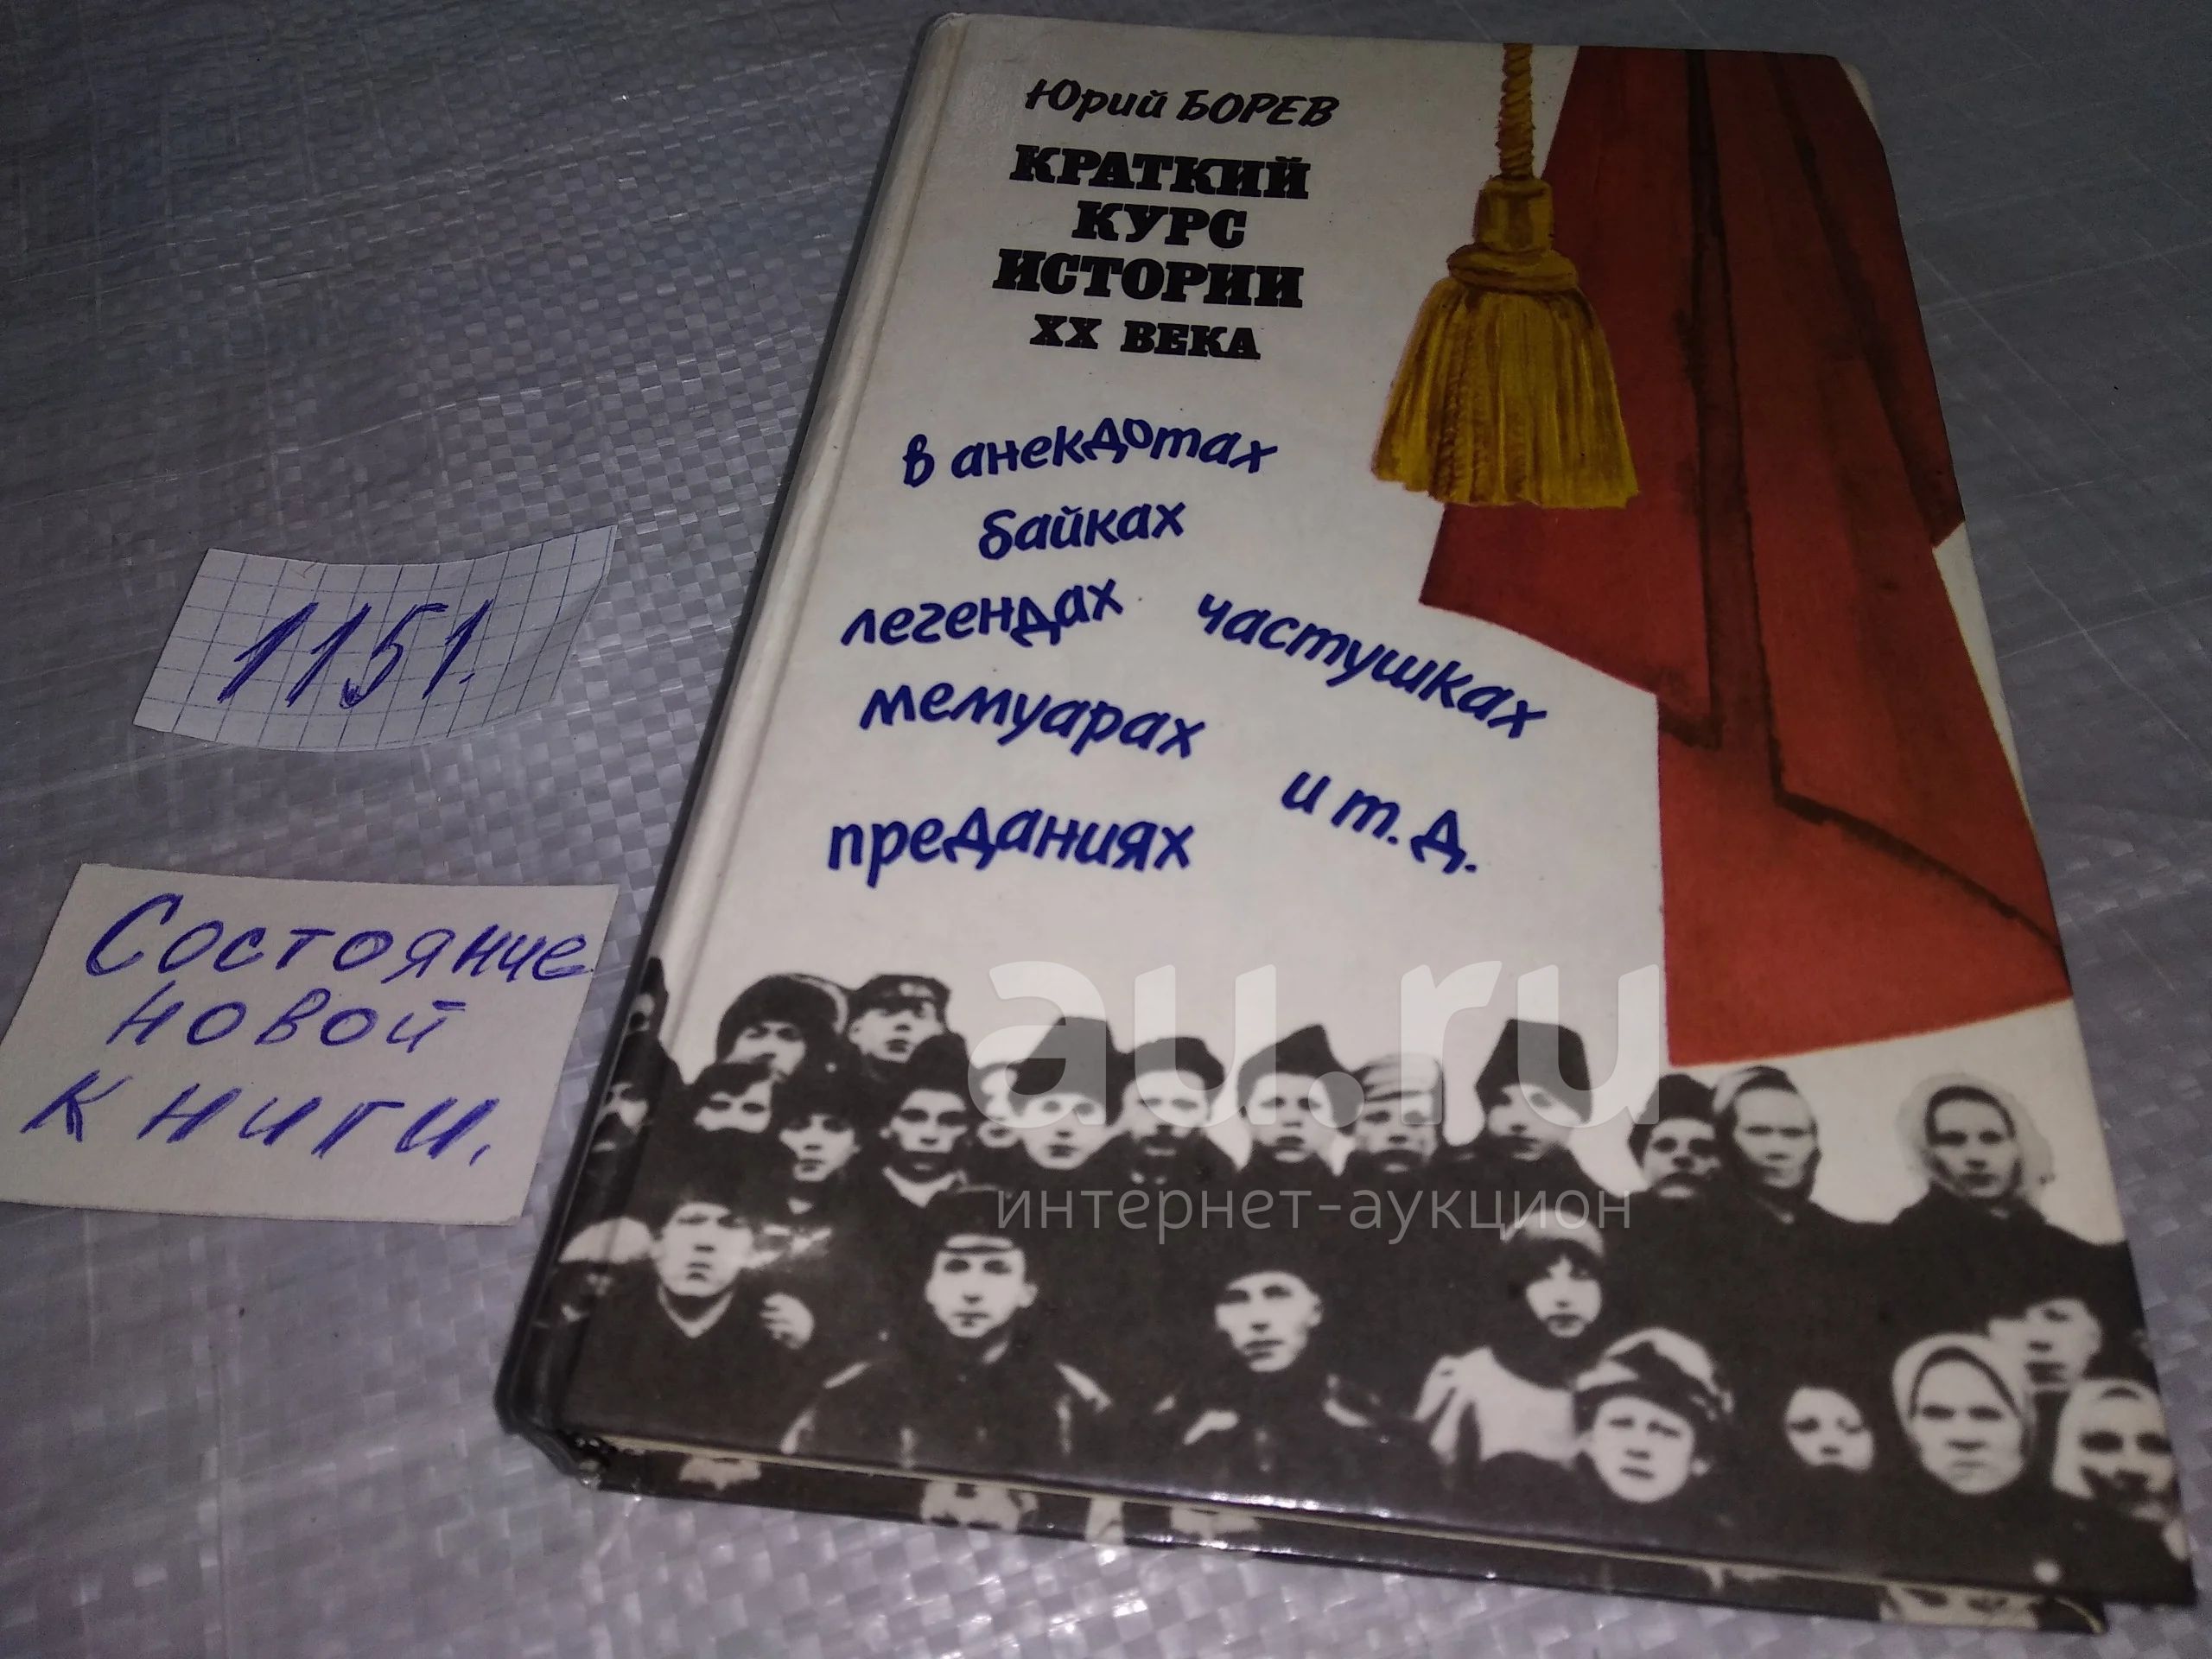 Юрий БОРЕВ
КРАТКИЙ
КУРС
ИСТОРИИ
XX ВЕКА
в анекдотах
байках
легендах частушках
мемуарах
и т. д.
преданиях
1151.
Состояние
новой
книги.
au.ru
интернет-аукцион